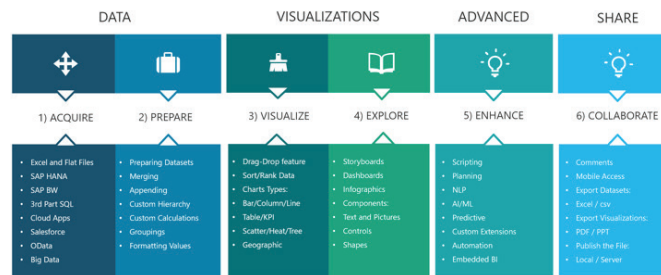 DATA
VISUALIZATIONS
ADVANCED
SHARE
1) ACQUIRE
2) PREPARE
3) VISUALIZE
4) EXPLORE
5) ENHANCE
6) COLLABORATE
• Excel and Flat Files
• SAP HANA
• SAP BW
• 3rd Part SQL
• Cloud Apps
• Salesforce
• OData
• Big Data
• Preparing Datasets
• Merging
• Appending
• Custom Hierarchy
• Custom Calculations
• Groupings
• Formatting Values
• Drag-Drop feature
• Sort/Rank Data
• Charts Types:
• Bar/Column/Line
• Table/KPI
• Scatter/Heat/Tree
• Geographic
• Storyboards
• Dashboards
• Infographics
• Components:
• Text and Pictures
• Controls
• Shapes
• Scripting
• Planning
• NLP
• AI/ML
• Predictive
• Custom Extensions
• Automation
• Embedded BI
• Comments
• Mobile Access
• Export Datasets:
• Excel / csv
• Export Visualizations:
• PDF / PPT
• Publish the File:
• Local / Server